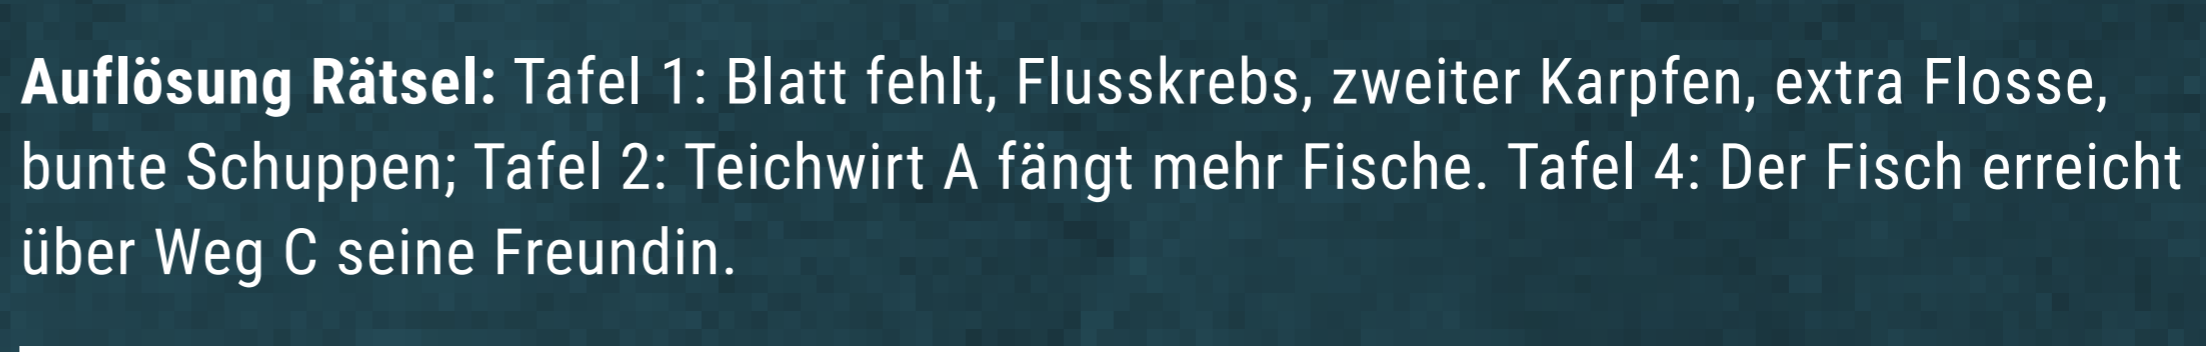 Auflösung Rätsel: Tafel 1: Blatt fehlt, Flusskrebs, zweiter Karpfen, extra Flosse,
bunte Schuppen; Tafel 2: Teichwirt A fängt mehr Fische. Tafel 4: Der Fisch erreicht
über Weg C seine Freundin.